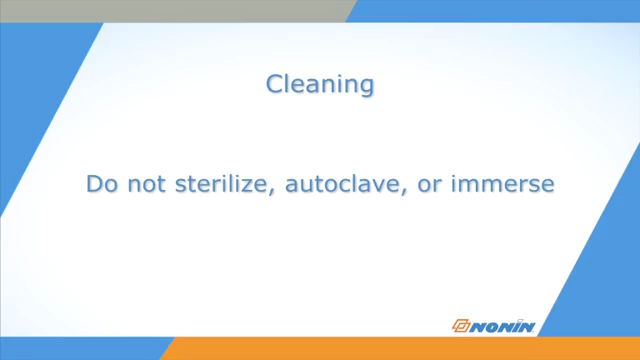 Cleaning
Do not sterilize, autoclave, or immerse
NONIN